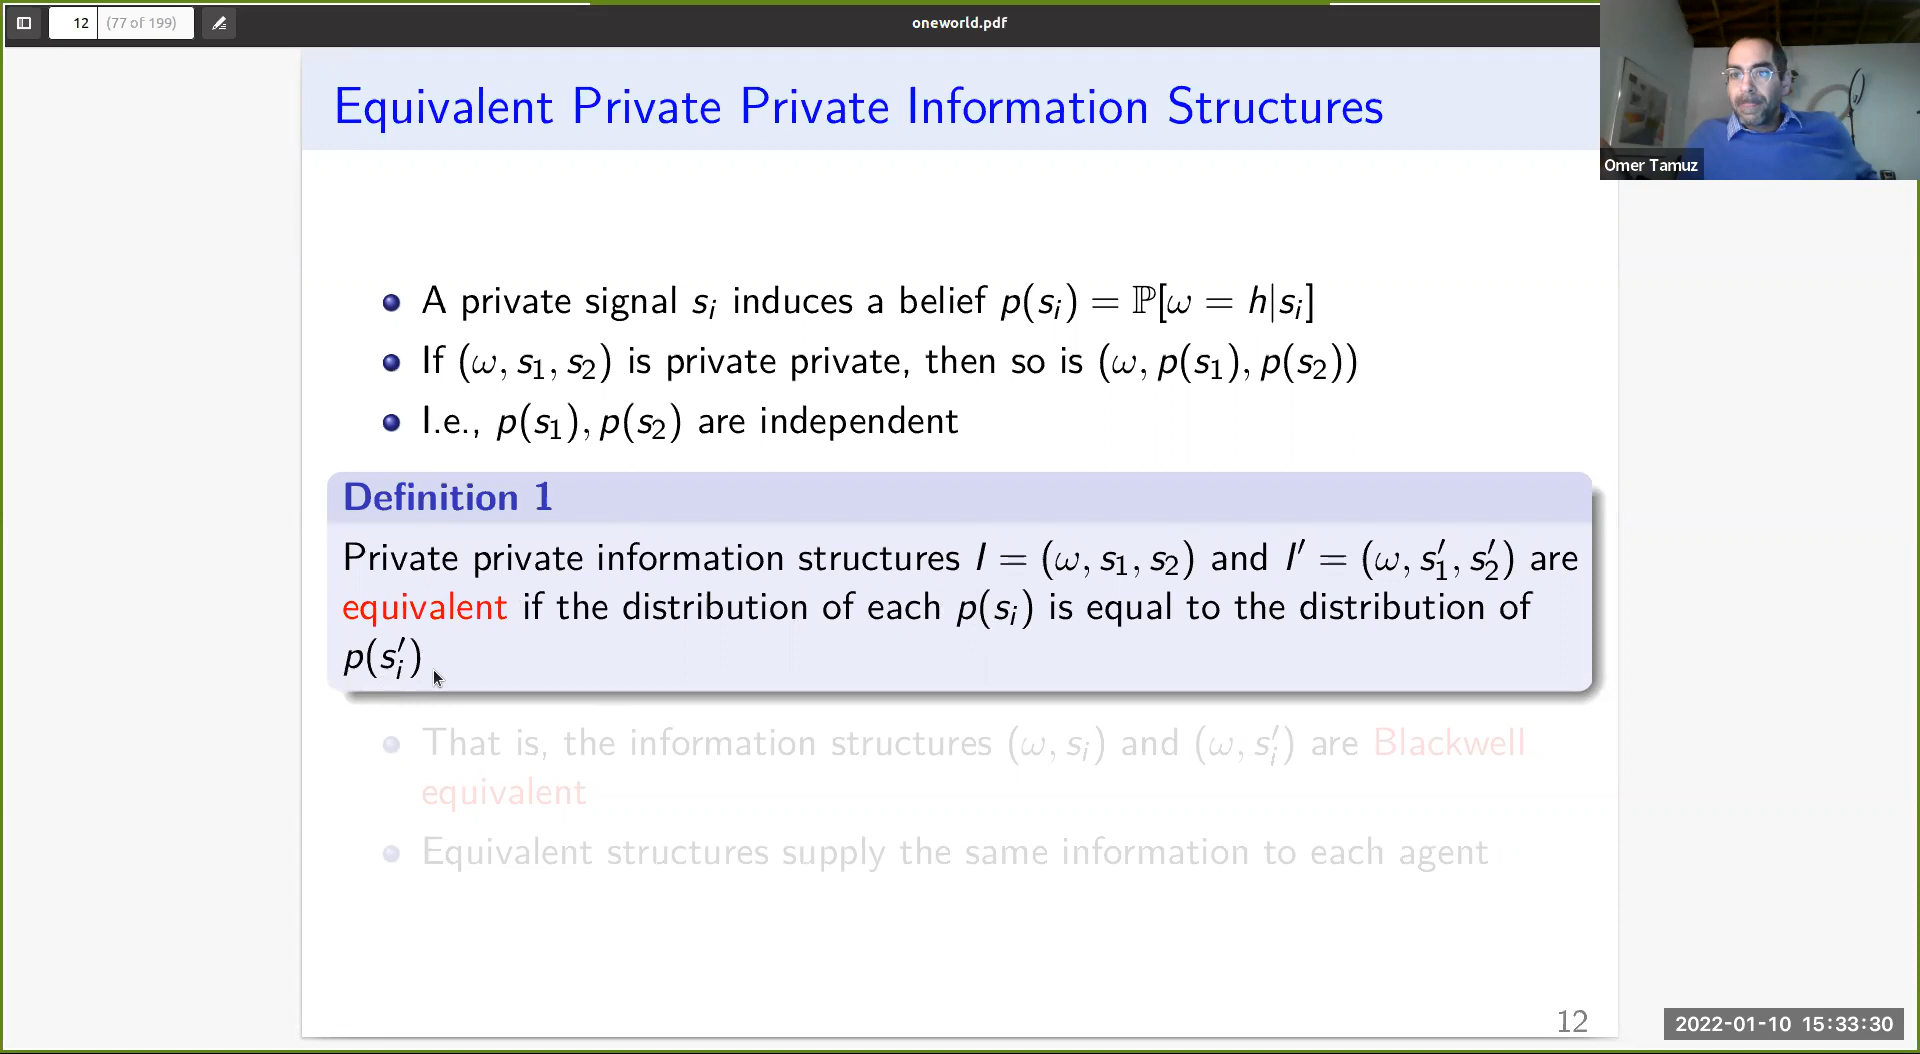 12 (77 of 199) oneworld.pdf
Equivalent Private Private Information Structures
Omer Tamuz
A private signal s_i induces a belief p(s_i) = ℙ[ω = h|s_i]
If (ω, s_1, s_2) is private private, then so is (ω, p(s_1), p(s_2))
I.e., p(s_1), p(s_2) are independent
Definition 1
Private private information structures I = (ω, s_1, s_2) and I′ = (ω, s′_1, s′_2) are
equivalent if the distribution of each p(s_i) is equal to the distribution of
p(s′_i)
That is, the information structures (ω, s_i) and (ω, s′_i) are Blackwell
equivalent
Equivalent structures supply the same information to each agent
12
2022-01-10 15:33:30